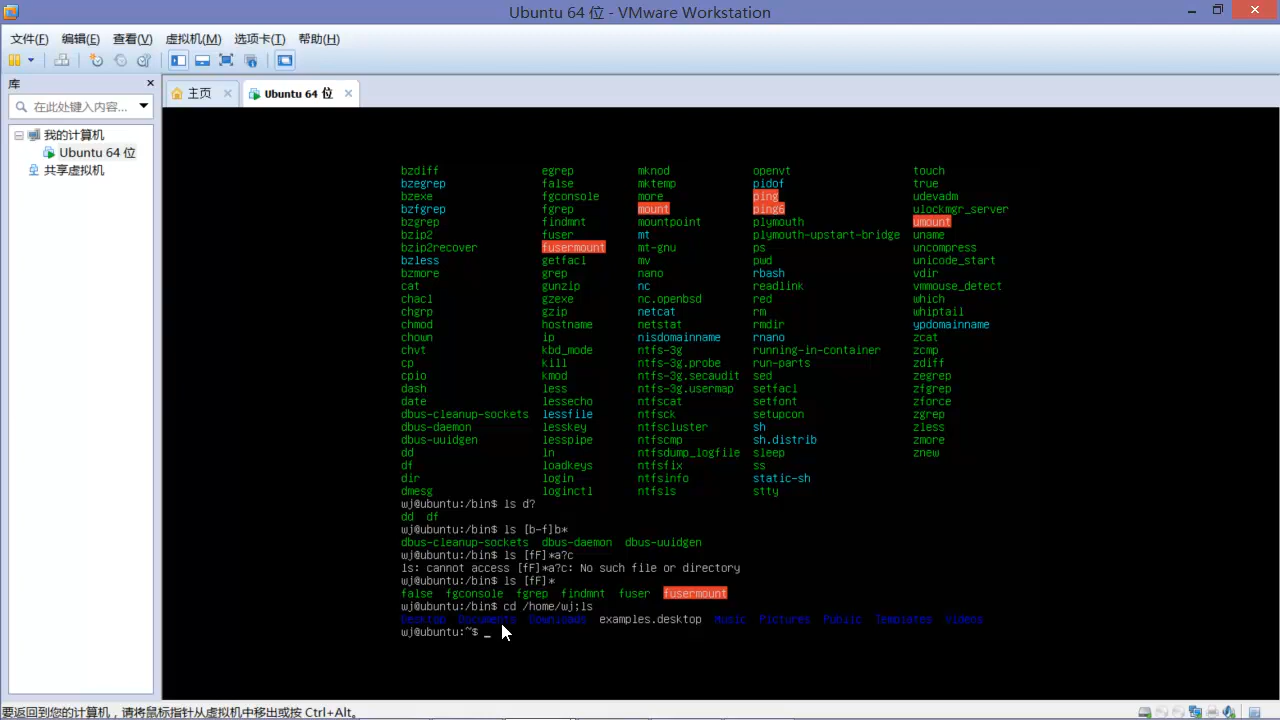 Ubuntu 64 位 - VMware Workstation
文件(F) 编辑(E) 查看(V) 虚拟机(M) 选项卡(T) 帮助(H)
库
主页 Ubuntu 64 位
在此处键入内容...
我的计算机
Ubuntu 64 位
共享虚拟机
bzdiff egrep mknod openvt touch
bzegrep false mktemp pidof true
bzexe fgconsole more ping udevadm
bzfgrep fgrep mount ping6 ulockmgr_server
bzgrep findmnt mountpoint plymouth umount
bzip2 fuser mt plymouth-upstart-bridge uname
bzip2recover fusermount mt-gnu ps uncompress
bzless getfacl mv pwd unicode_start
bzmore grep nano rbash vdir
cat gunzip nc readlink vmmouse_detect
chacl gzexe nc.openbsd red which
chgrp gzip netcat rm whiptail
chmod hostname netstat rmdir ypdomainname
chown ip nisdomainname rnano zcat
chvt kbd_mode ntfs-3g running-in-container zcmp
cp kill ntfs-3g.probe run-parts zdiff
cpio kmod ntfs-3g.secaudit sed zegrep
dash less ntfs-3g.usermap setfacl zfgrep
date lessecho ntfscat setfont zforce
dbus-cleanup-sockets lessfile ntfsck setupcon zgrep
dbus-daemon lesskey ntfscluster sh zless
dbus-uuidgen lesspipe ntfscmp sh.distrib zmore
dd ln ntfsdump_logfile sleep znew
df loadkeys ntfsfix ss
dir login ntfsinfo static-sh
dmesg loginctl ntfsls stty
wj@ubuntu:/bin$ ls d?
dd df
wj@ubuntu:/bin$ ls [b-f]b*
dbus-cleanup-sockets dbus-daemon dbus-uuidgen
wj@ubuntu:/bin$ ls [fF]*a?c
ls: cannot access [fF]*a?c: No such file or directory
wj@ubuntu:/bin$ ls [fF]*
false fgconsole fgrep findmnt fuser fusermount
wj@ubuntu:/bin$ cd /home/wj;ls
Desktop Documents Downloads examples.desktop Music Pictures Public Templates Videos
wj@ubuntu:~$ _
要返回到您的计算机，请将鼠标指针从虚拟机中移出或按 Ctrl+Alt。